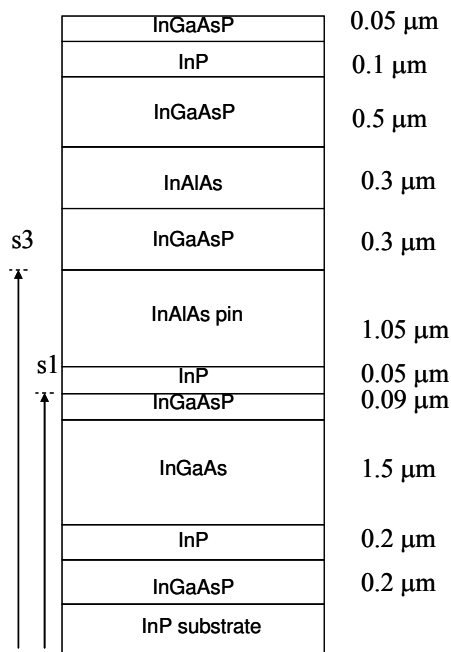 InGaAsP 0.05 μm
InP 0.1 μm
InGaAsP 0.5 μm
InAlAs 0.3 μm
InGaAsP 0.3 μm
s3
InAlAs pin 1.05 μm
s1
InP 0.05 μm
InGaAsP 0.09 μm
InGaAs 1.5 μm
InP 0.2 μm
InGaAsP 0.2 μm
InP substrate